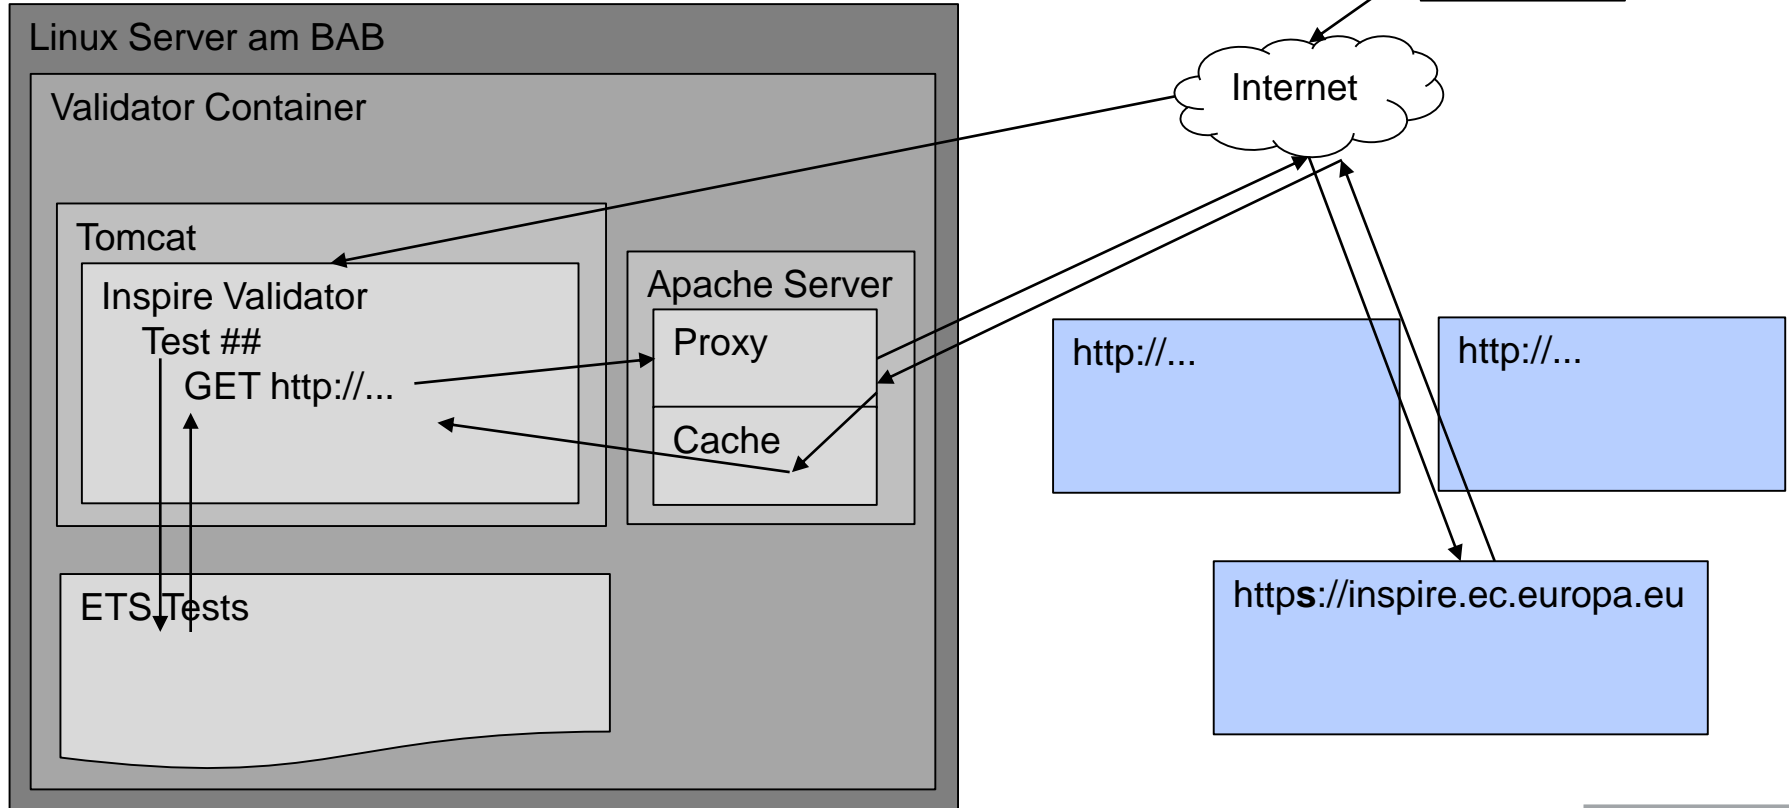 Linux Server am BAB
Validator Container
Internet
Tomcat
Inspire Validator
Test ##
GET http://...
Apache Server
Proxy
Cache
http://...
http://...
ETS Tests
https://inspire.ec.europa.eu